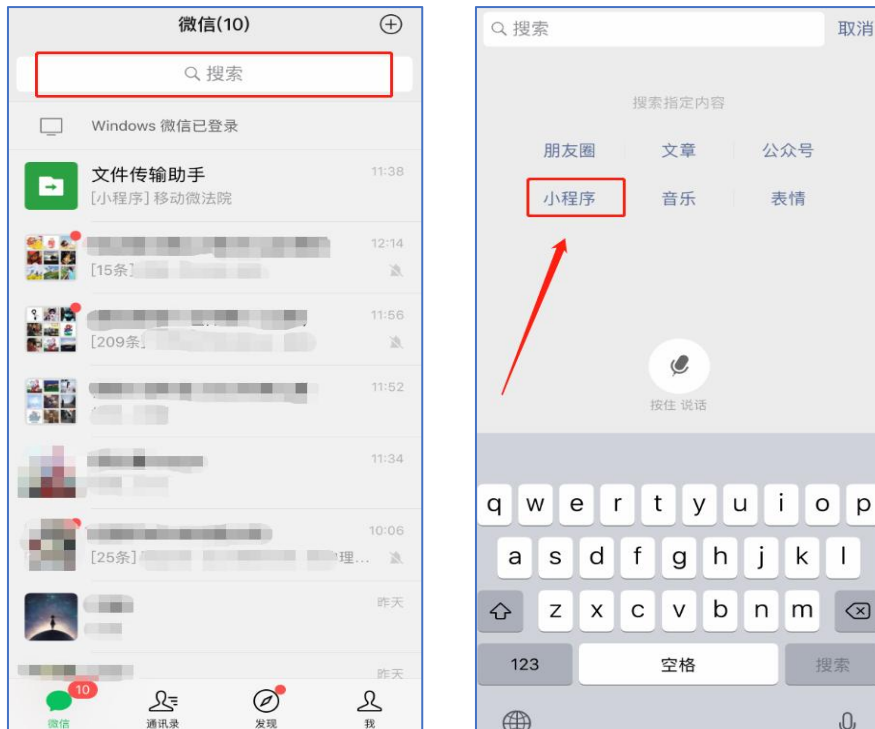 微信(10)
搜索
Windows 微信已登录
文件传输助手
11:38
[小程序] 移动微法院
12:14
[15条]
11:56
[209条]
11:52
11:34
10:06
[25条]
理...
昨天
昨天
10
微信
通讯录
发现
我
搜索
取消
搜索指定内容
朋友圈 文章 公众号
小程序 音乐 表情
按住 说话
q w e r t y u i o p
a s d f g h j k l
z x c v b n m
123 空格 搜索